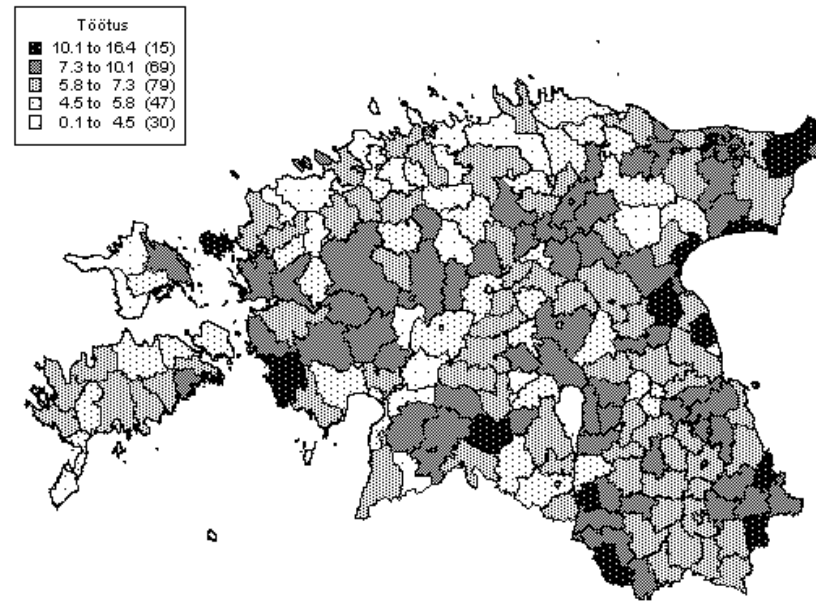 Töötus
10.1 to 16.4 (15)
7.3 to 10.1 (69)
5.8 to 7.3 (79)
4.5 to 5.8 (47)
0.1 to 4.5 (30)